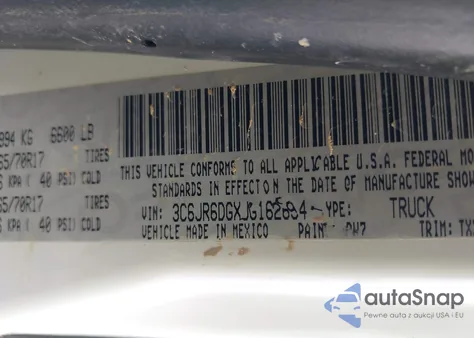 894 KG 6600 LB
65/70R17 TIRES
KPA ( 40 PSI) COLD
65/70R17 TIRES
KPA ( 40 PSI) COLD
THIS VEHICLE CONFORMS TO ALL APPLICABLE U.S.A. FEDERAL MO
STANDARDS IN EFFECT ON THE DATE OF MANUFACTURE SHOW
VIN: TYPE: TRUCK
VEHICLE MADE IN MEXICO PAINT: PW7 TRIM: TX
autaSnap
Pewne auta z aukcji USA i EU